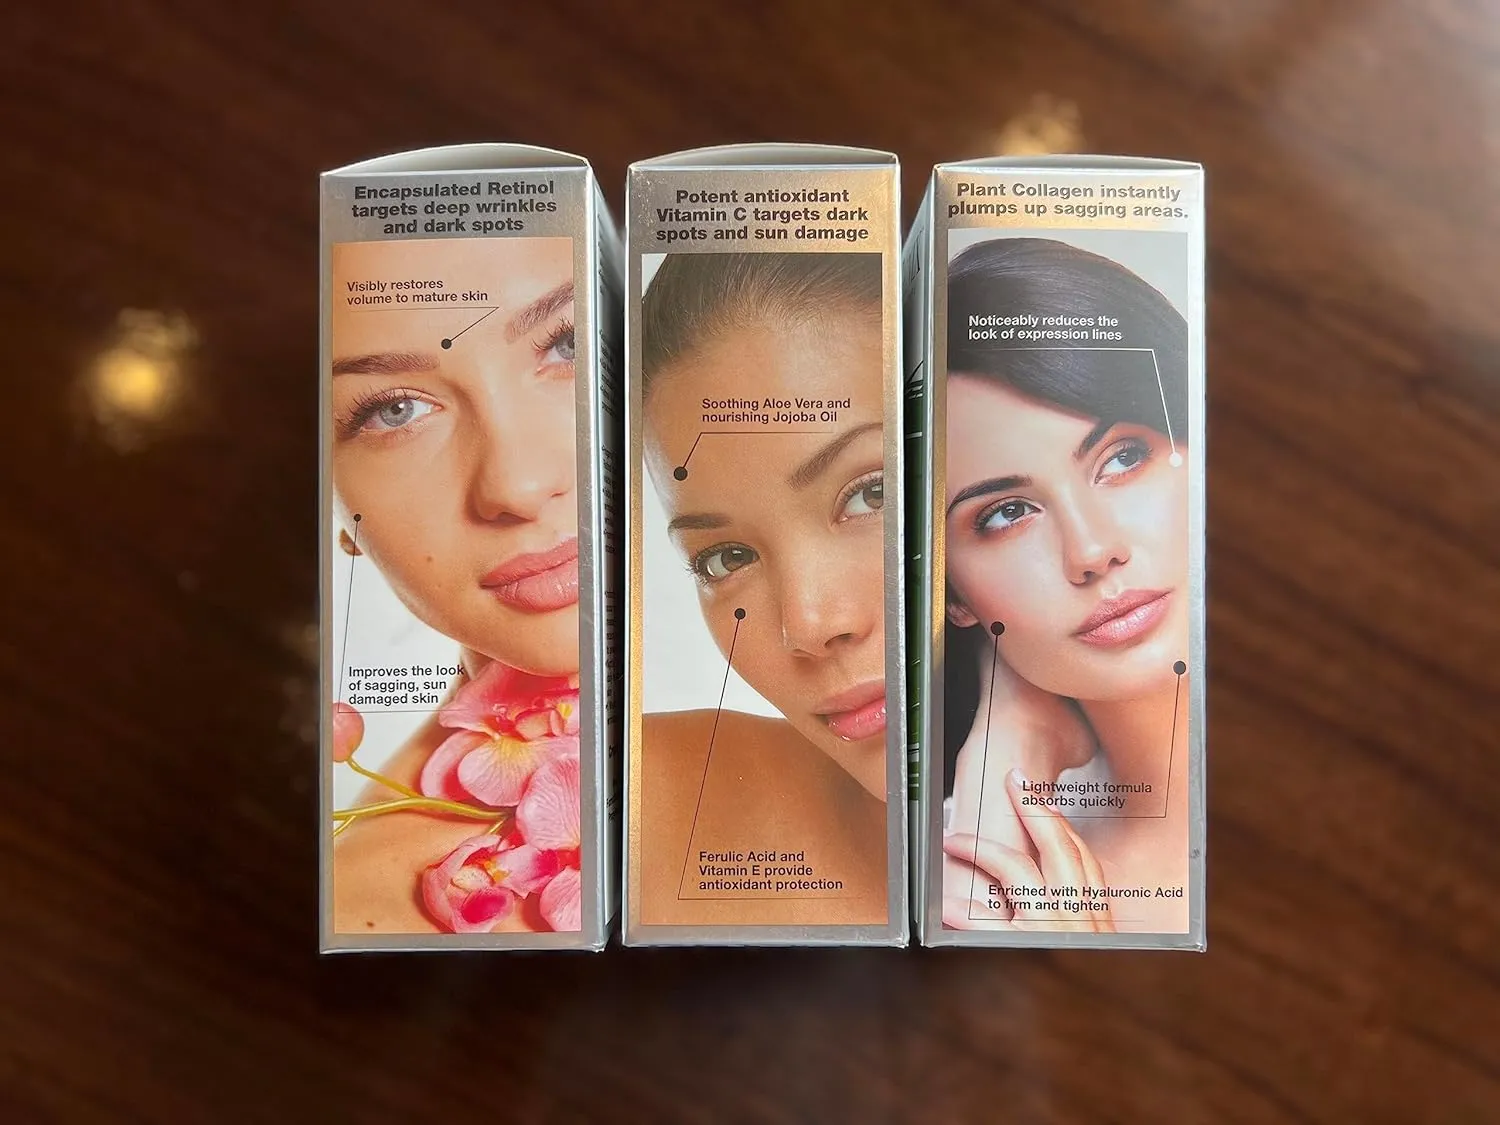 Encapsulated Retinol
targets deep wrinkles
and dark spots
Visibly restores
volume to mature skin
Improves the look
of sagging, sun
damaged skin
Potent antioxidant
Vitamin C targets dark
spots and sun damage
Soothing Aloe Vera and
nourishing Jojoba Oil
Ferulic Acid and
Vitamin E provide
antioxidant protection
Plant Collagen instantly
plumps up sagging areas.
Noticeably reduces the
look of expression lines
Lightweight formula
absorbs quickly
Enriched with Hyaluronic Acid
to firm and tighten